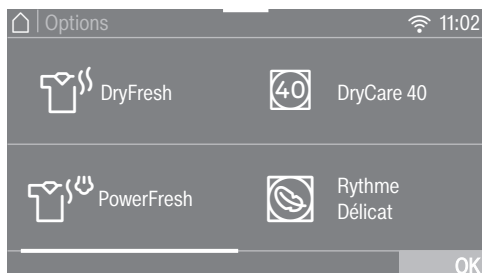 Options
11:02
DryFresh
40
DryCare 40
PowerFresh
Rythme
Délicat
OK